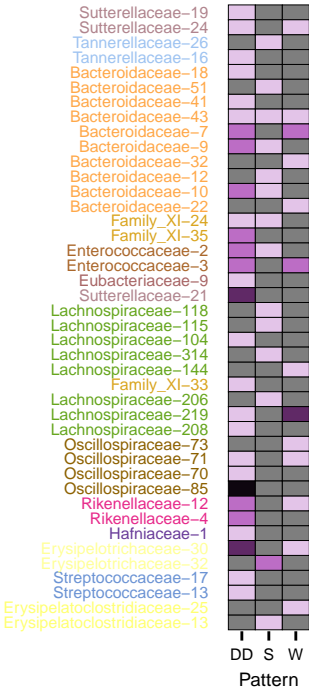 Sutterellaceae−19
Sutterellaceae−24
Tannerellaceae−26
Tannerellaceae−16
Bacteroidaceae−18
Bacteroidaceae−51
Bacteroidaceae−41
Bacteroidaceae−43
Bacteroidaceae−7
Bacteroidaceae−9
Bacteroidaceae−32
Bacteroidaceae−12
Bacteroidaceae−10
Bacteroidaceae−22
Family_XI−24
Family_XI−35
Enterococcaceae−2
Enterococcaceae−3
Eubacteriaceae−9
Sutterellaceae−21
Lachnospiraceae−118
Lachnospiraceae−115
Lachnospiraceae−104
Lachnospiraceae−314
Lachnospiraceae−144
Family_XI−33
Lachnospiraceae−206
Lachnospiraceae−219
Lachnospiraceae−208
Oscillospiraceae−73
Oscillospiraceae−71
Oscillospiraceae−70
Oscillospiraceae−85
Rikenellaceae−12
Rikenellaceae−4
Hafniaceae−1
Erysipelotrichaceae−30
Erysipelotrichaceae−32
Streptococcaceae−17
Streptococcaceae−13
Erysipelatoclostridiaceae−25
Erysipelatoclostridiaceae−13
DD S W
Pattern